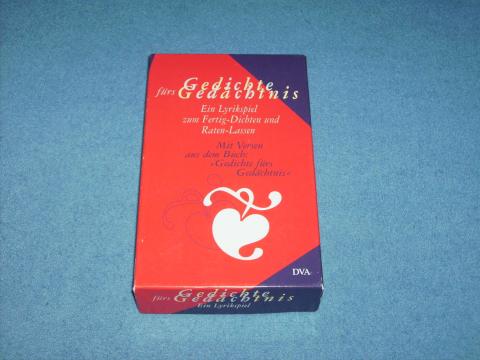 Gedichte
fürs Gedächtnis
Ein Lyrikspiel
zum Fertig-Dichten und
Raten-Lassen
Mit Versen
aus dem Buch:
»Gedichte fürs
Gedächtnis«
DVA
Gedichte
fürs Gedächtnis
Ein Lyrikspiel